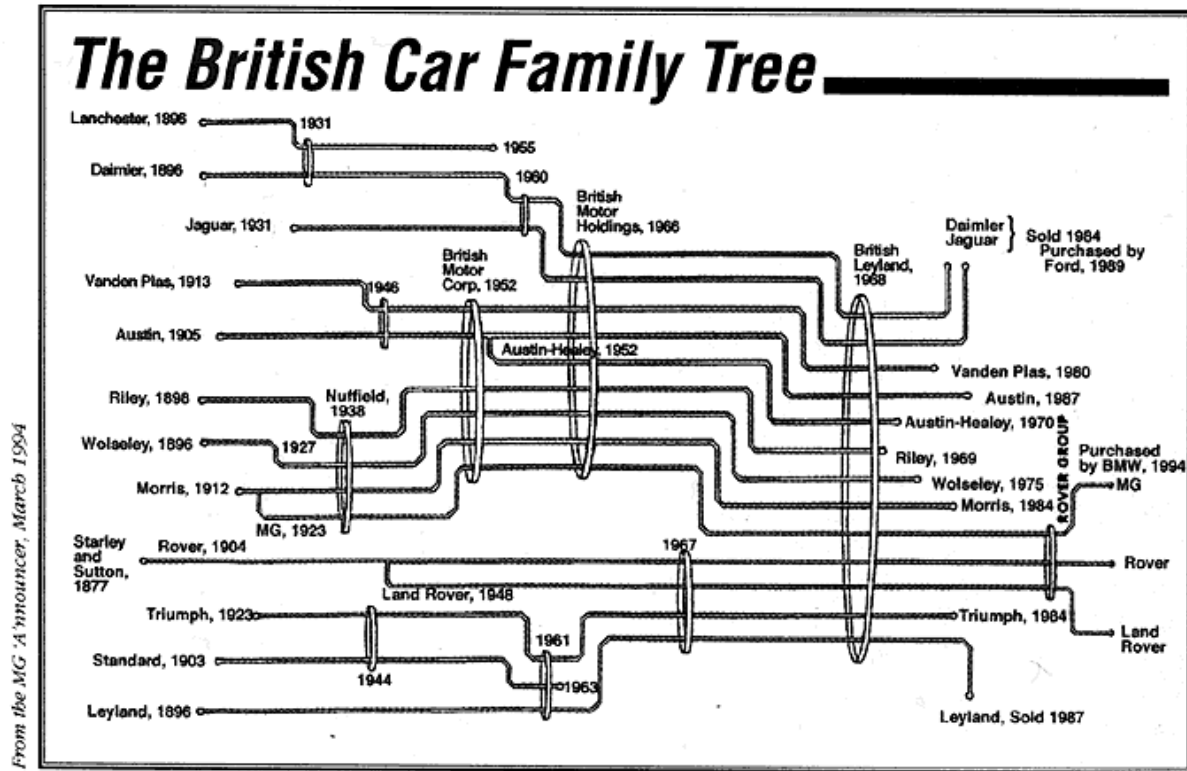 The British Car Family Tree
Lanchester, 1896
1931
1955
Daimler, 1896
1960
British
Motor
Holdings, 1966
Jaguar, 1931
Daimler
Jaguar
Sold 1984
Purchased by
Ford, 1989
British
Leyland,
1968
British
Motor
Corp, 1952
Vanden Plas, 1913
1946
Austin, 1905
Austin-Healey, 1952
Vanden Plas, 1980
Austin, 1987
Riley, 1898
Nuffield,
1938
Austin-Healey, 1970
Wolseley, 1896
1927
ROVER GROUP
Purchased
by BMW, 1994
Riley, 1969
Wolseley, 1975
MG
Morris, 1912
Morris, 1984
MG, 1923
Starley
and
Sutton,
1877
Rover, 1904
1967
Rover
Land Rover, 1948
Triumph, 1923
Triumph, 1984
1961
Land
Rover
Standard, 1903
1944
1963
Leyland, 1896
Leyland, Sold 1987
From the MG 'A'nnouncer, March 1994